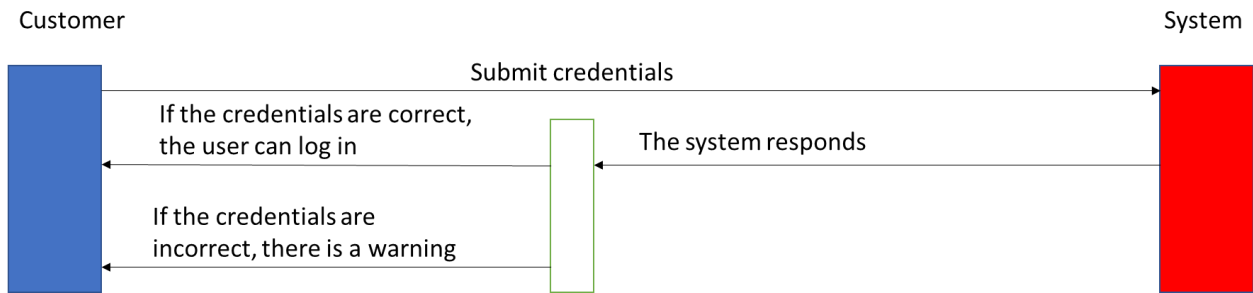 Customer
System
Submit credentials
If the credentials are correct,
the user can log in
The system responds
If the credentials are
incorrect, there is a warning